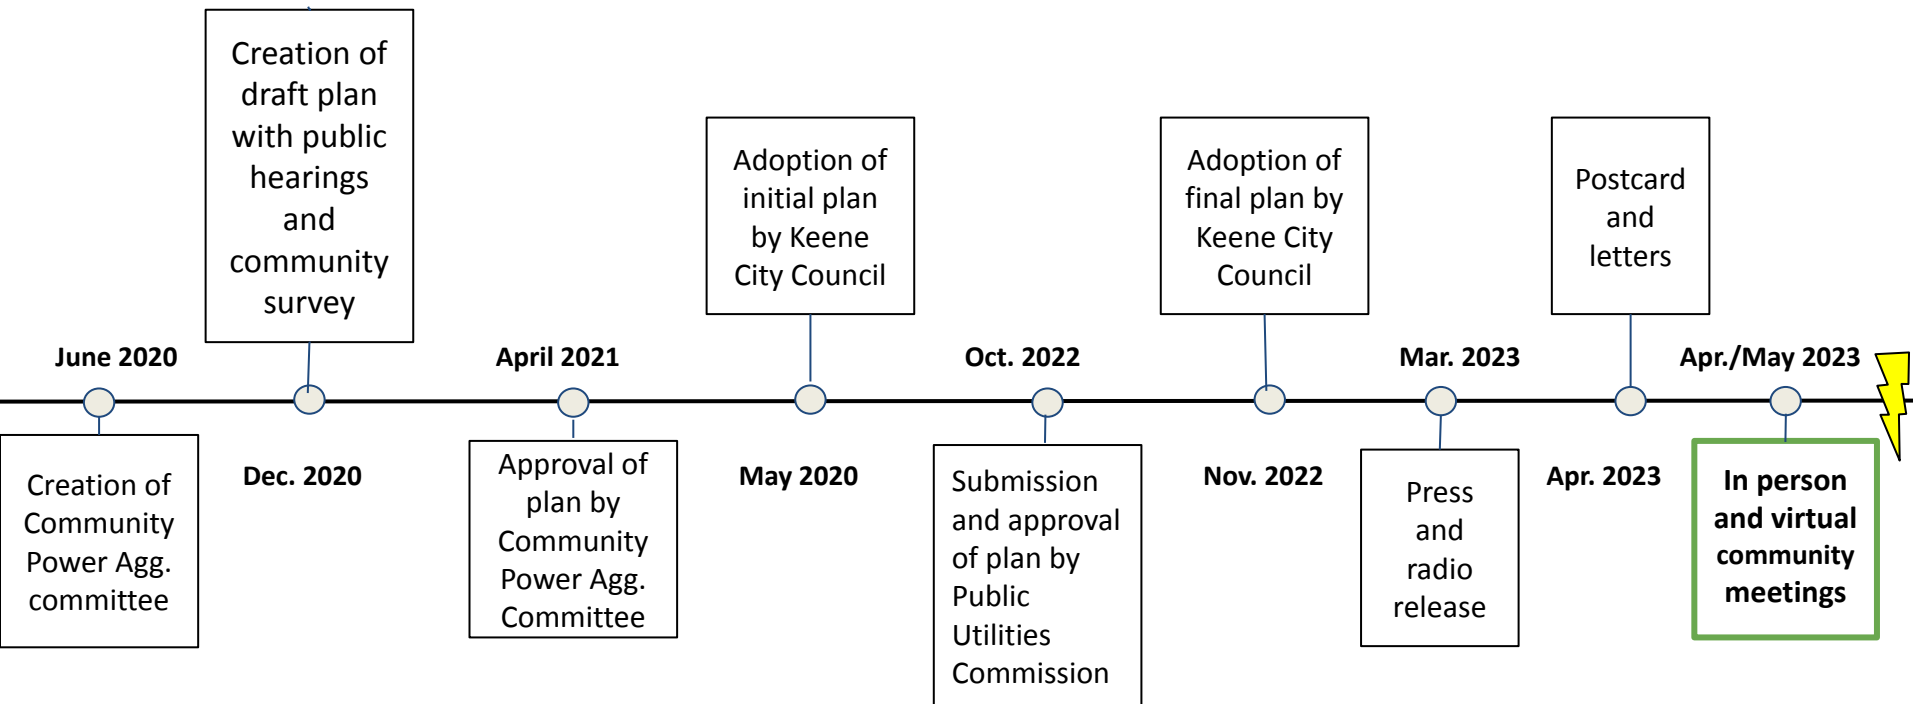 June 2020
Creation of
Community
Power Agg.
committee
Creation of
draft plan
with public
hearings
and
community
survey
Dec. 2020
April 2021
Approval of
plan by
Community
Power Agg.
Committee
Adoption of
initial plan
by Keene
City Council
May 2020
Oct. 2022
Submission
and approval
of plan by
Public
Utilities
Commission
Adoption of
final plan by
Keene City
Council
Nov. 2022
Mar. 2023
Press
and
radio
release
Postcard
and
letters
Apr. 2023
Apr./May 2023
In person
and virtual
community
meetings